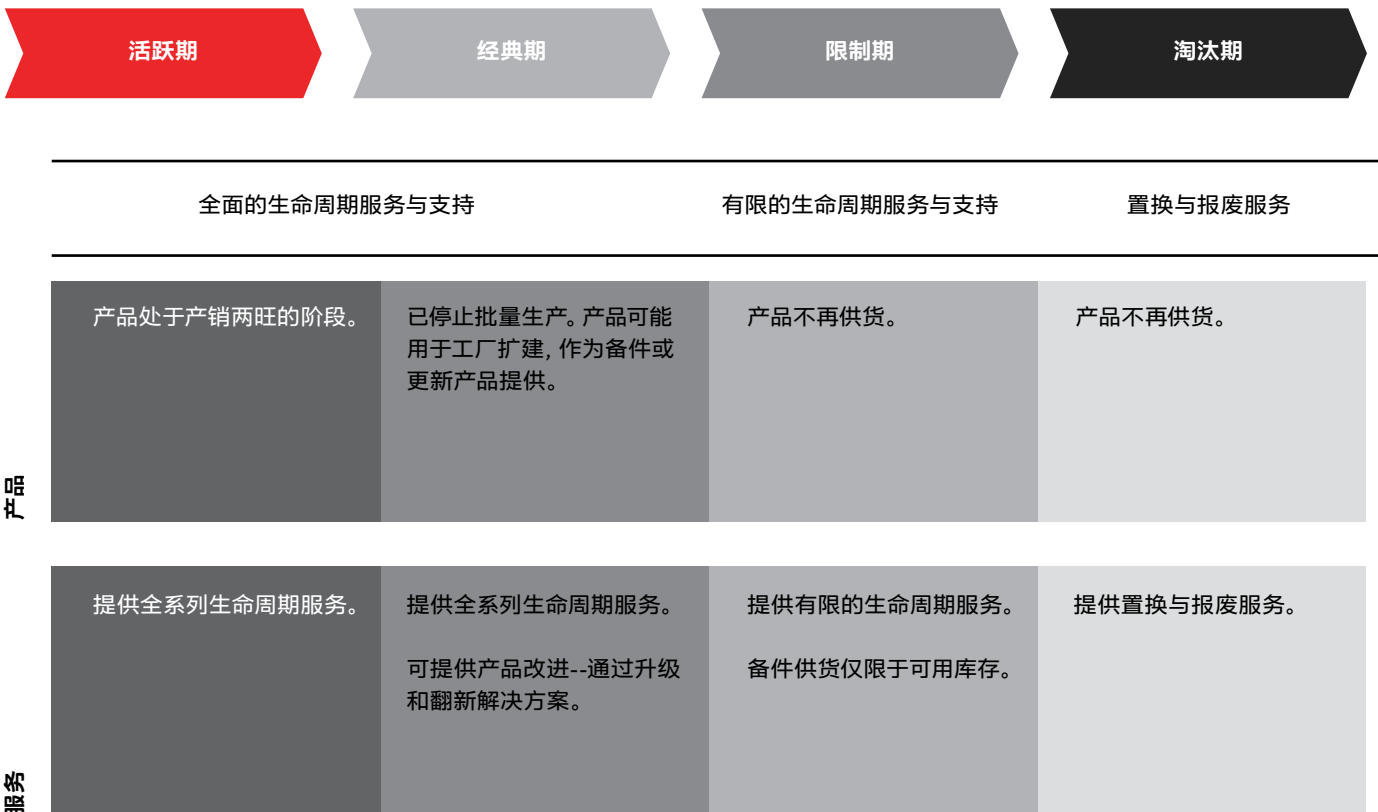 活跃期
经典期
限制期
淘汰期
全面的生命周期服务与支持
有限的生命周期服务与支持
置换与报废服务
产品
产品处于产销两旺的阶段。
已停止批量生产。产品可能
用于工厂扩建, 作为备件或
更新产品提供。
产品不再供货。
产品不再供货。
服务
提供全系列生命周期服务。
提供全系列生命周期服务。
可提供产品改进--通过升级
和翻新解决方案。
提供有限的生命周期服务。
备件供货仅限于可用库存。
提供置换与报废服务。